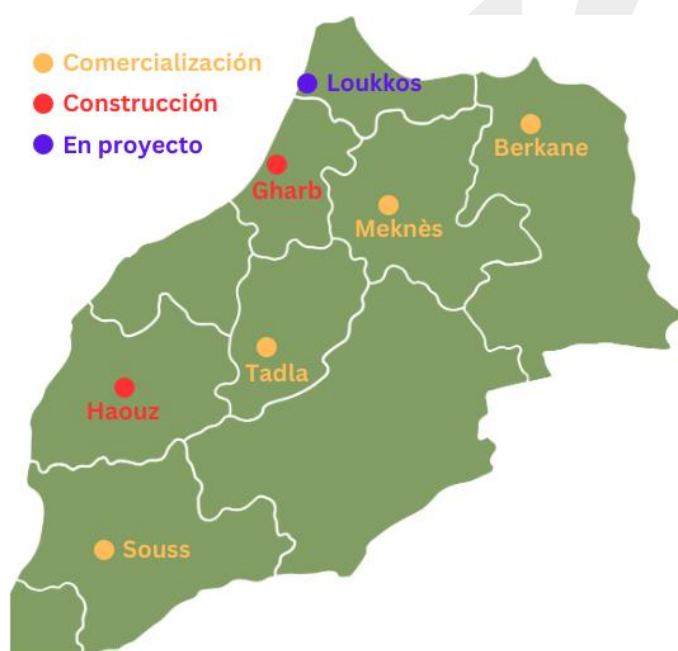 Comercialización
Construcción
En proyecto
Loukkos
Berkane
Gharb
Meknès
Tadla
Haouz
Souss